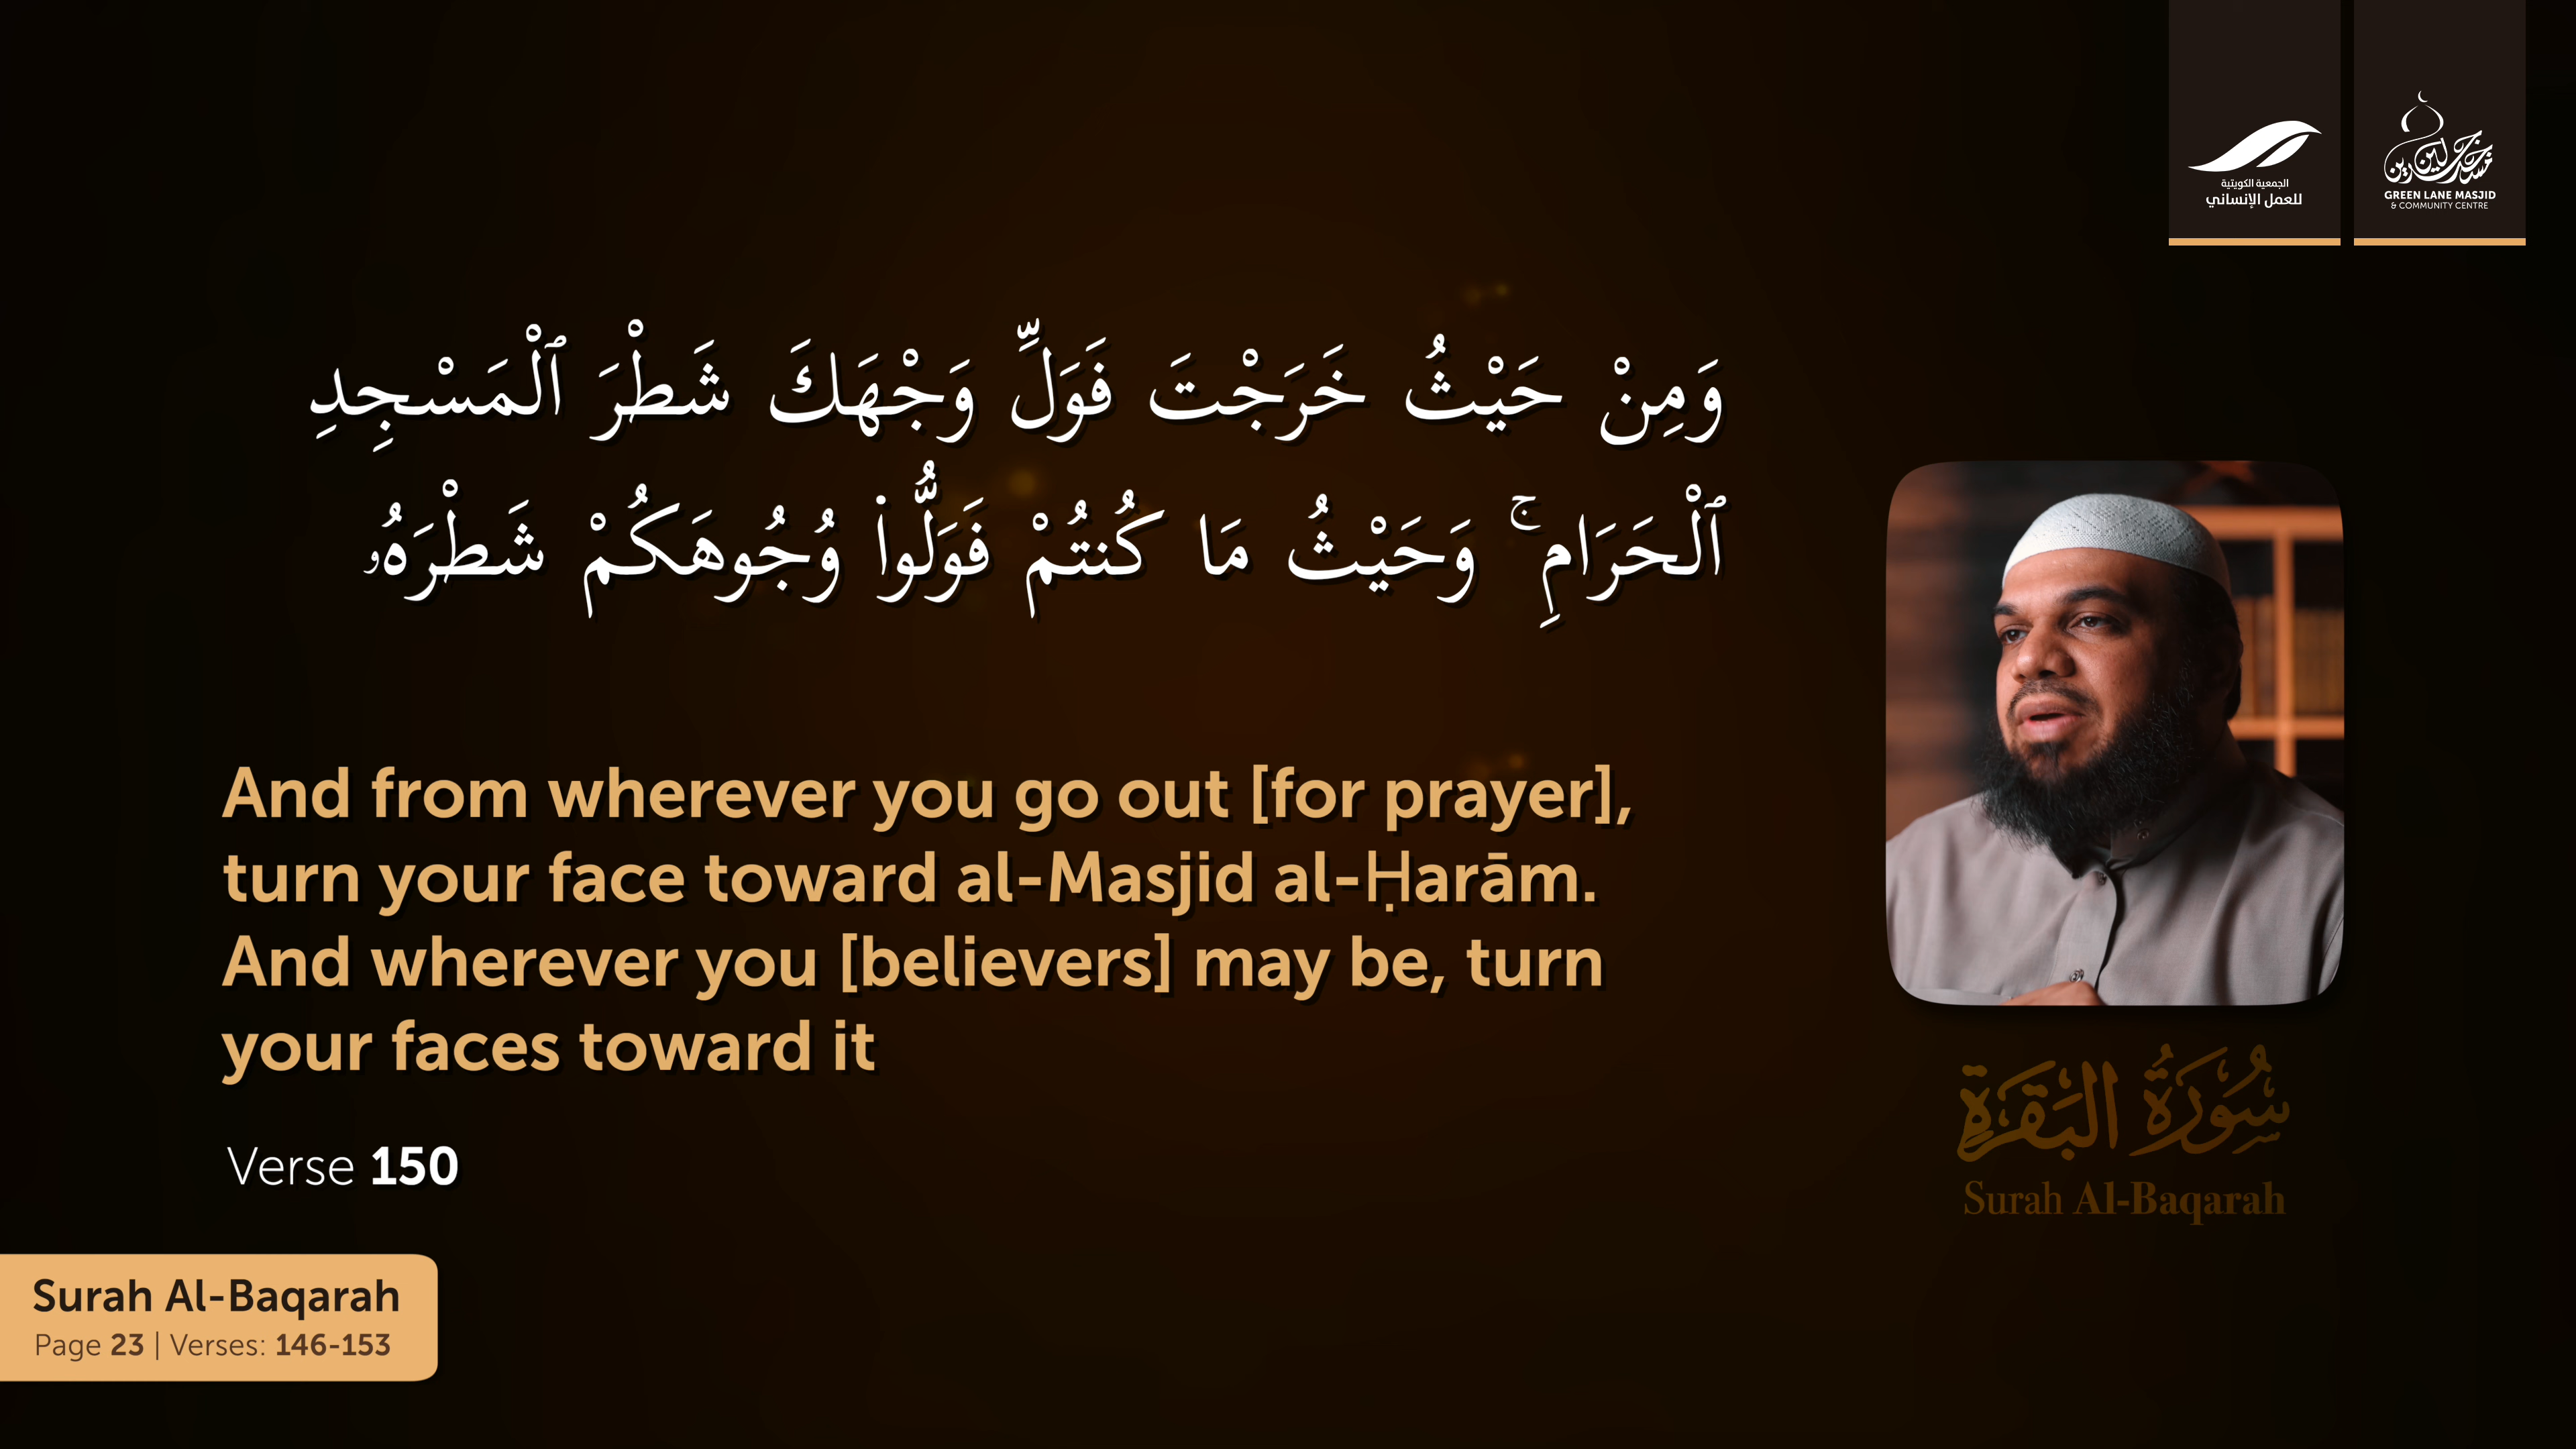 الجمعية الكويتية
للعمل الإنساني
مسجد جرين لين
GREEN LANE MASJID
& COMMUNITY CENTRE
وَمِنْ حَيْثُ خَرَجْتَ فَوَلِّ وَجْهَكَ شَطْرَ ٱلْمَسْجِدِ
ٱلْحَرَامِ ۚ وَحَيْثُ مَا كُنتُمْ فَوَلُّوا۟ وُجُوهَكُمْ شَطْرَهُۥ
And from wherever you go out [for prayer],
turn your face toward al-Masjid al-Ḥarām.
And wherever you [believers] may be, turn
your faces toward it
Verse 150
سُورَةُ البَقَرَةِ
Surah Al-Baqarah
Surah Al-Baqarah
Page 23 | Verses: 146-153